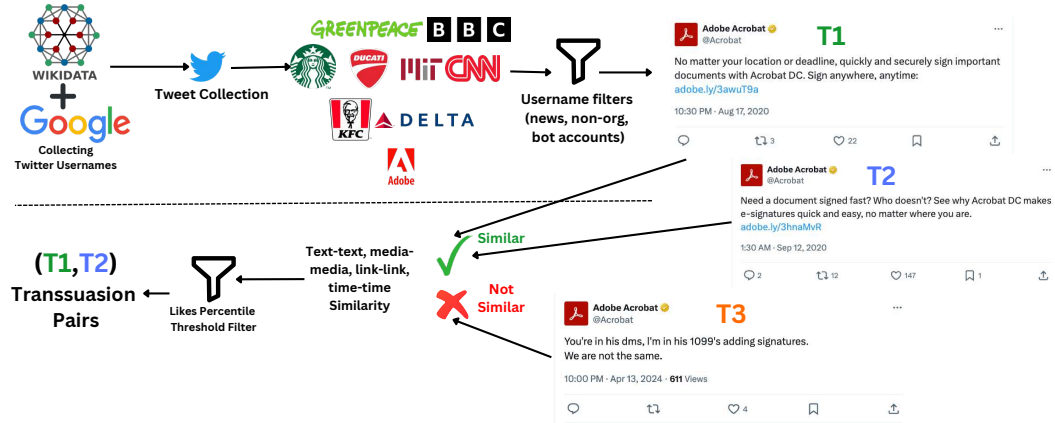 WIKIDATA
Google
Collecting
Twitter Usernames
Tweet Collection
GREENPEACE
BBC
DUCATI
MIT
CNN
KFC
DELTA
Adobe
Username filters
(news, non-org,
bot accounts)
Adobe Acrobat
@Acrobat
T1
No matter your location or deadline, quickly and securely sign important
documents with Acrobat DC. Sign anywhere, anytime:
adobe.ly/3awuT9a
10:30 PM · Aug 17, 2020
3
22
Adobe Acrobat
@Acrobat
T2
Need a document signed fast? Who doesn't? See why Acrobat DC makes
e-signatures quick and easy, no matter where you are.
adobe.ly/3hnaMvR
1:30 AM · Sep 12, 2020
2
12
147
1
Similar
Not
Similar
Text-text, media-
media, link-link,
time-time
Similarity
Likes Percentile
Threshold Filter
(T1,T2)
Transsuasion
Pairs
Adobe Acrobat
@Acrobat
T3
You're in his dms, I'm in his 1099's adding signatures.
We are not the same.
10:00 PM · Apr 13, 2024 · 611 Views
4